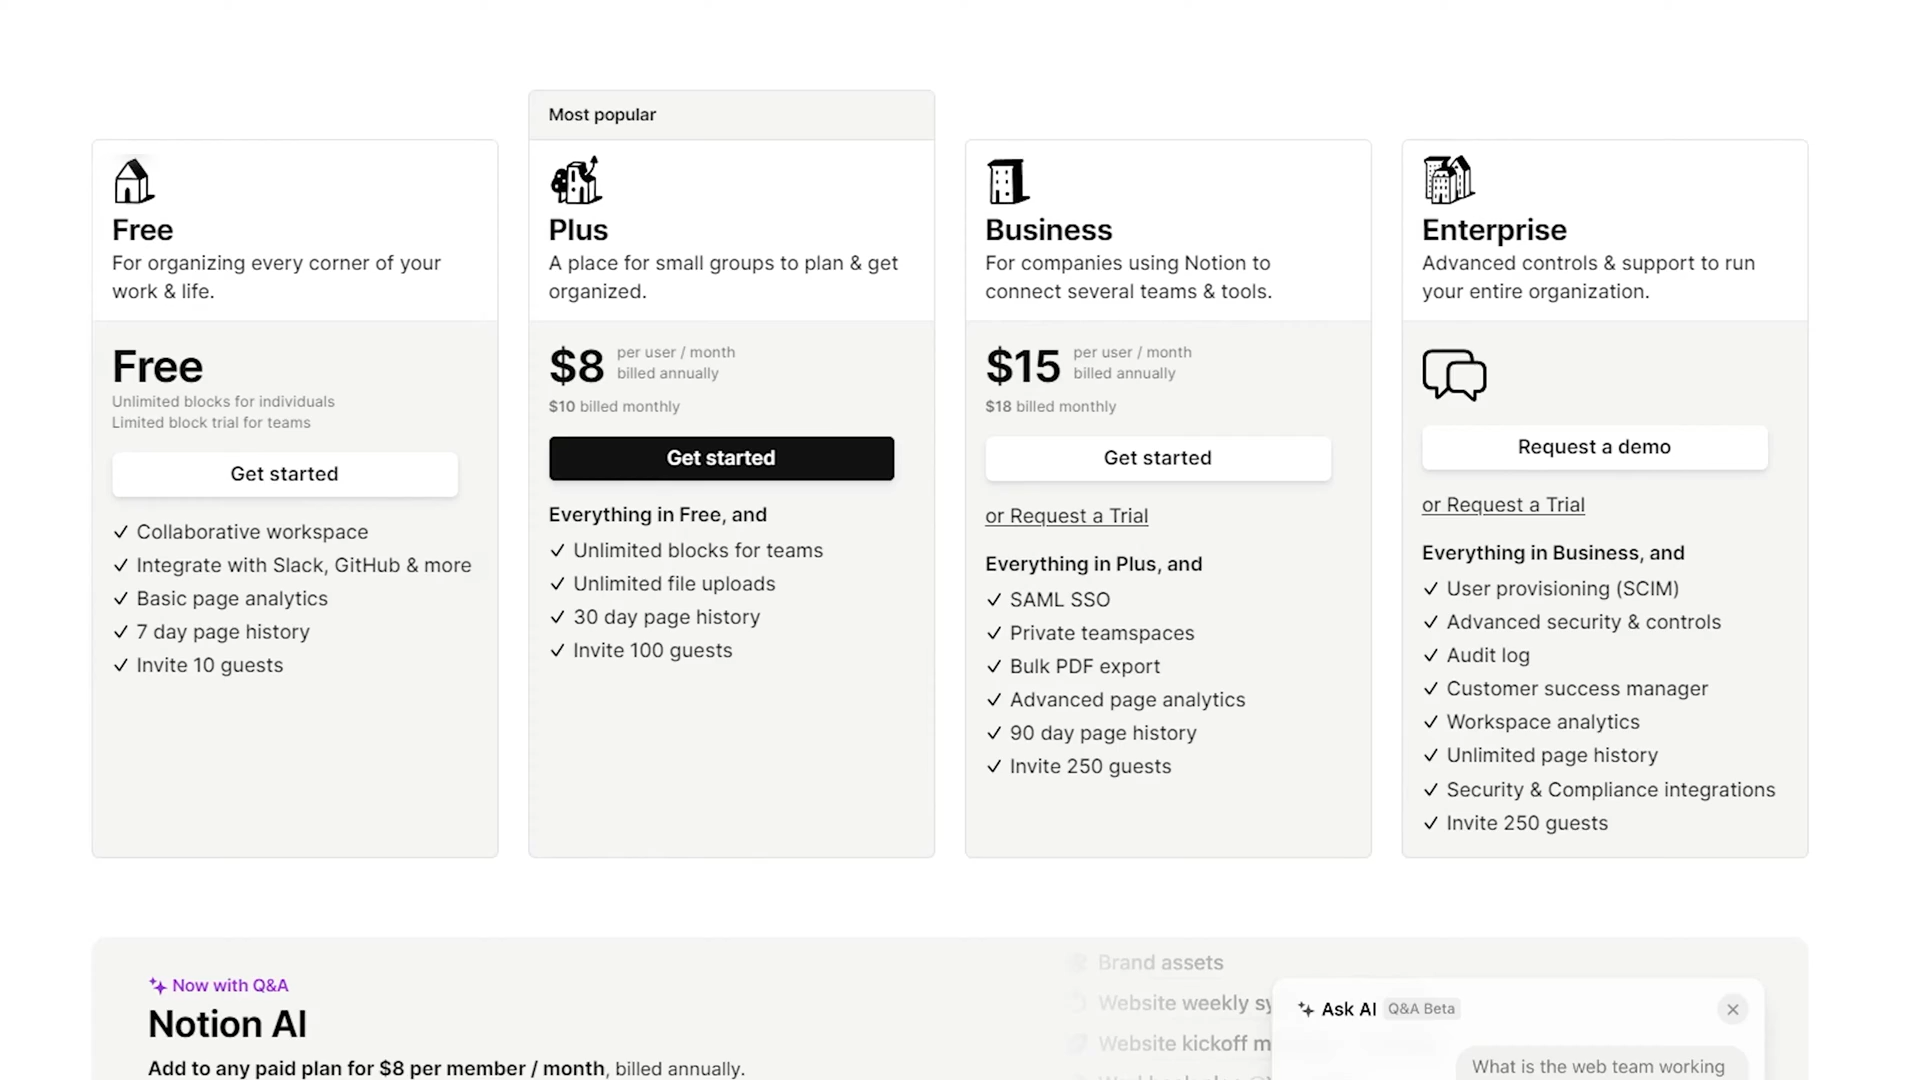 Most popular
Free
For organizing every corner of your
work & life.
Free
Unlimited blocks for individuals
Limited block trial for teams
Get started
✓ Collaborative workspace
✓ Integrate with Slack, GitHub & more
✓ Basic page analytics
✓ 7 day page history
✓ Invite 10 guests
Plus
A place for small groups to plan & get
organized.
$8 per user / month
billed annually
$10 billed monthly
Get started
Everything in Free, and
✓ Unlimited blocks for teams
✓ Unlimited file uploads
✓ 30 day page history
✓ Invite 100 guests
Business
For companies using Notion to
connect several teams & tools.
$15 per user / month
billed annually
$18 billed monthly
Get started
or Request a Trial
Everything in Plus, and
✓ SAML SSO
✓ Private teamspaces
✓ Bulk PDF export
✓ Advanced page analytics
✓ 90 day page history
✓ Invite 250 guests
Enterprise
Advanced controls & support to run
your entire organization.
Request a demo
or Request a Trial
Everything in Business, and
✓ User provisioning (SCIM)
✓ Advanced security & controls
✓ Audit log
✓ Customer success manager
✓ Workspace analytics
✓ Unlimited page history
✓ Security & Compliance integrations
✓ Invite 250 guests
Now with Q&A
Notion AI
Add to any paid plan for $8 per member / month, billed annually.
Brand assets
Website weekly sy
Website kickoff m
Ask AI Q&A Beta
What is the web team working